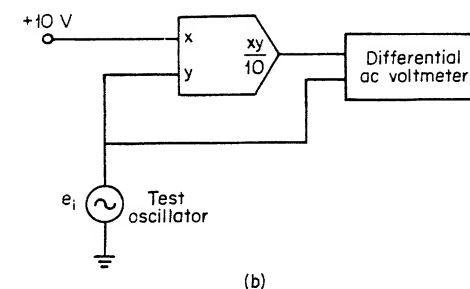 +10 V
x
y
xy
10
Differential
ac voltmeter
e_i
Test
oscillator
(b)